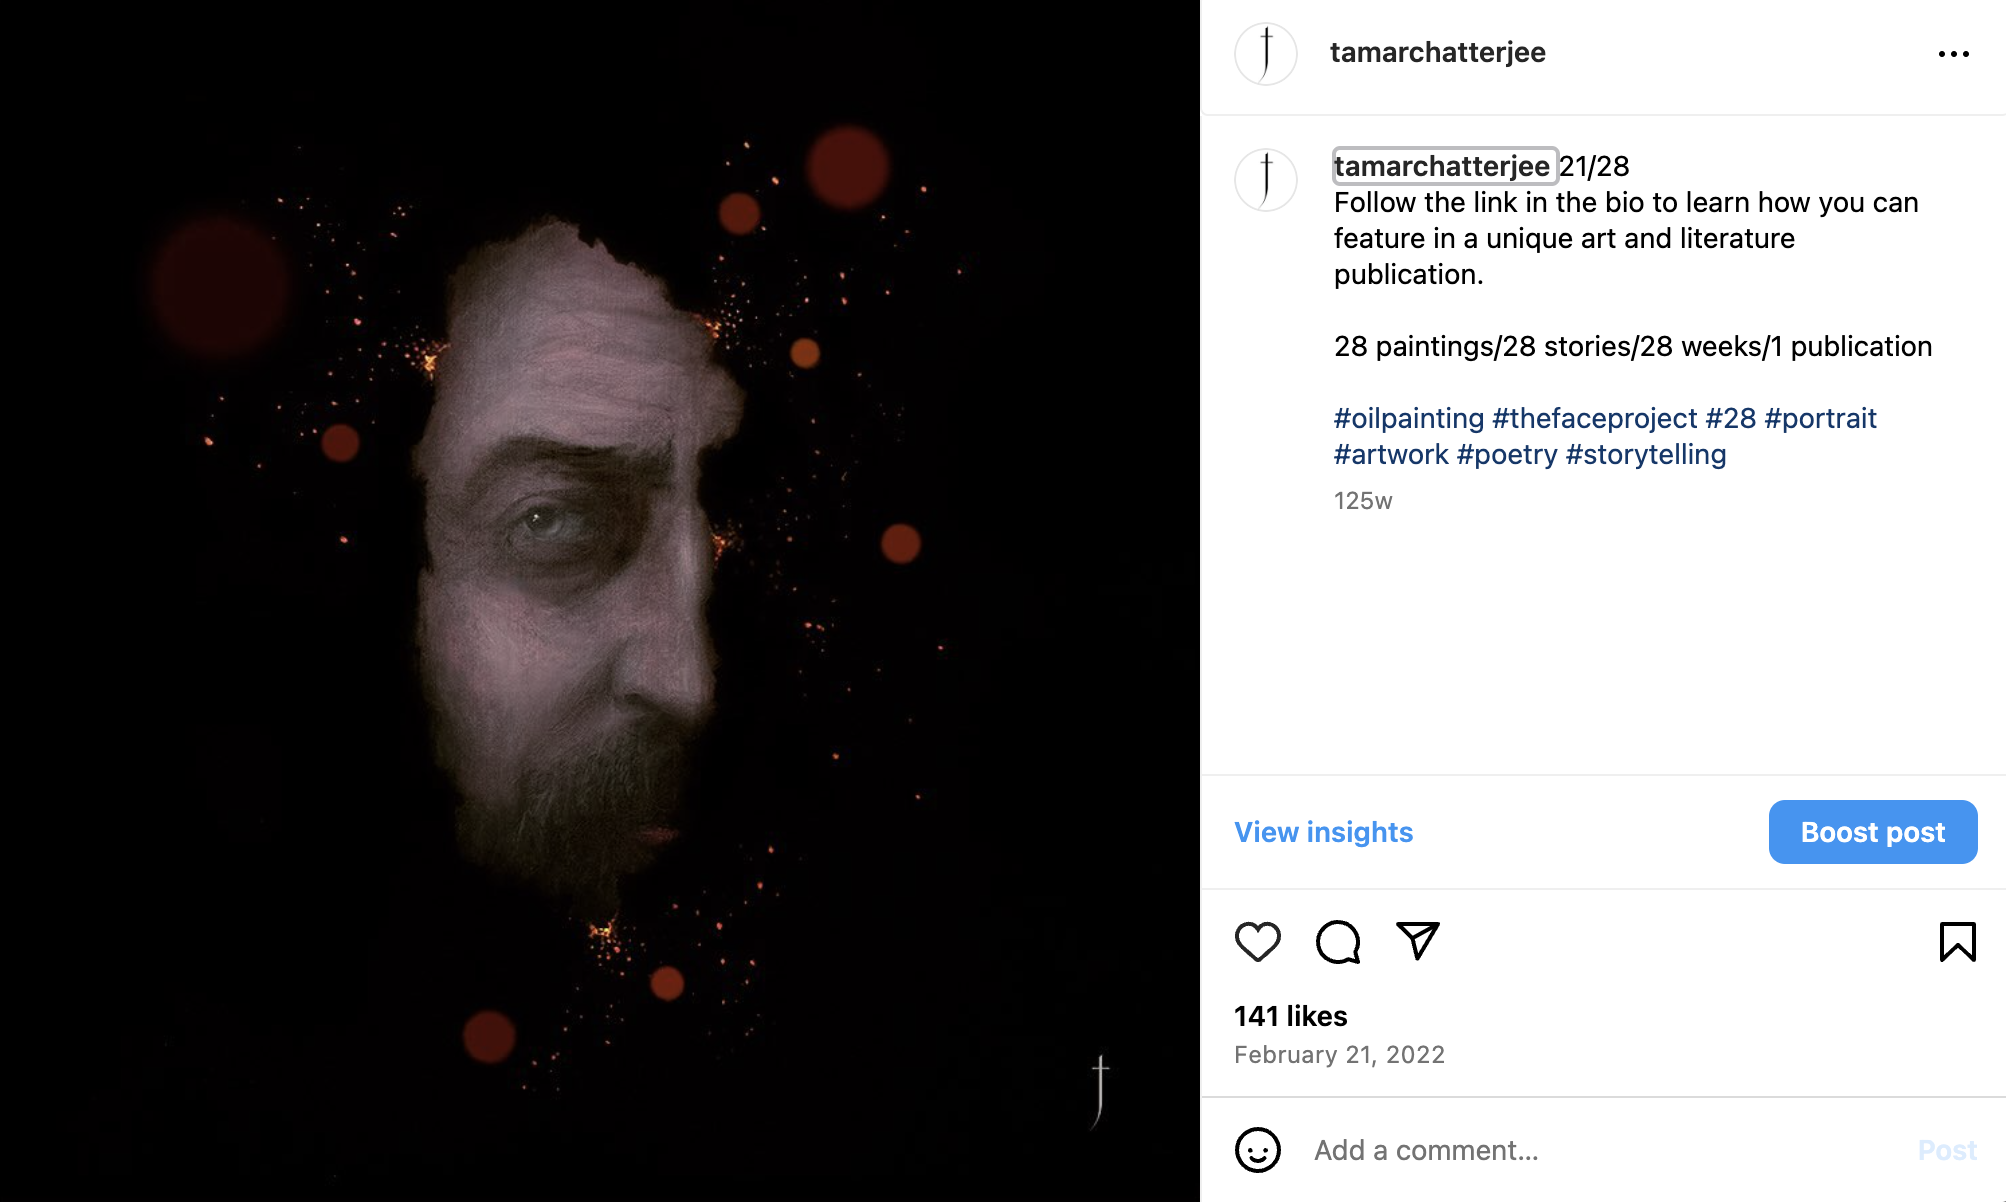 tamarchatterjee
tamarchatterjee 21/28
Follow the link in the bio to learn how you can
feature in a unique art and literature
publication.
28 paintings/28 stories/28 weeks/1 publication
#oilpainting #thefaceproject #28 #portrait
#artwork #poetry #storytelling
125w
View insights
Boost post
141 likes
February 21, 2022
Add a comment...
Post